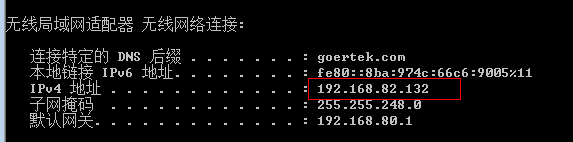 无线局域网适配器 无线网络连接:
连接特定的 DNS 后缀 . . . . . . . : goertek.com
本地链接 IPv6 地址. . . . . . . . : fe80::8ba:974c:66c6:9005%11
IPv4 地址 . . . . . . . . . . . . : 192.168.82.132
子网掩码 . . . . . . . . . . . . : 255.255.248.0
默认网关. . . . . . . . . . . . . : 192.168.80.1